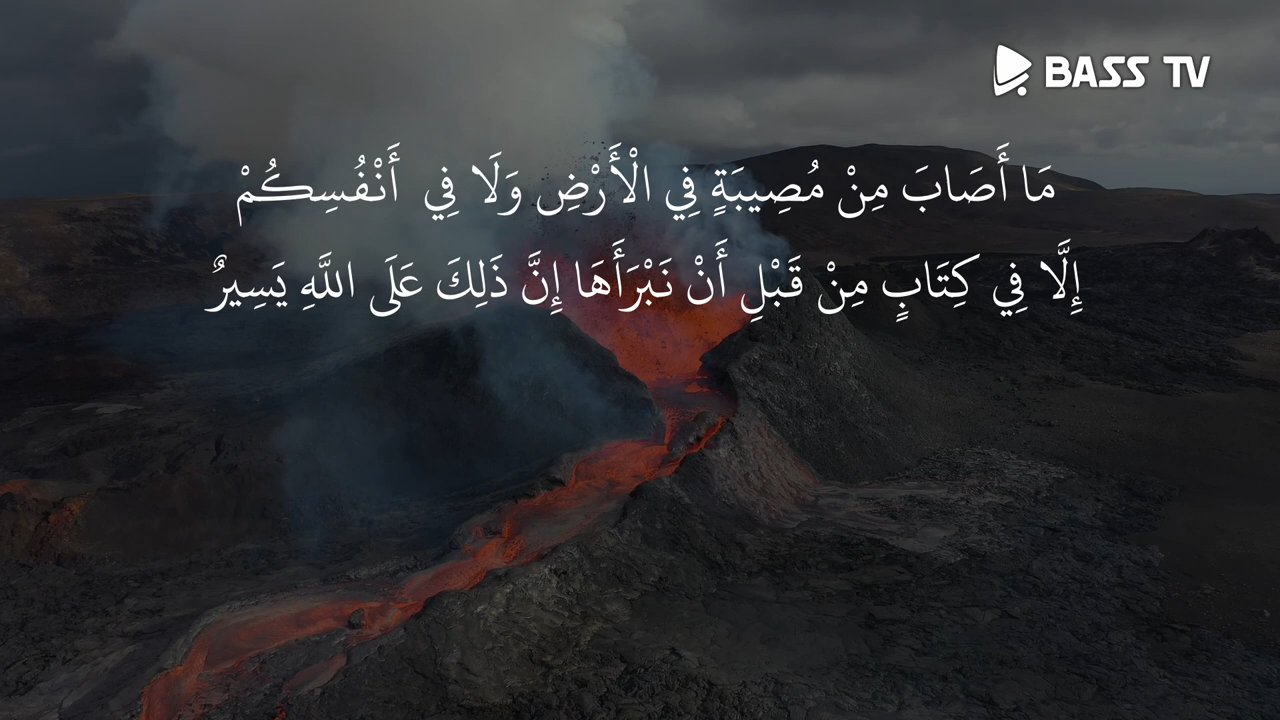 BASS TV
مَا أَصَابَ مِنْ مُصِيبَةٍ فِي الْأَرْضِ وَلَا فِي أَنْفُسِكُمْ
إِلَّا فِي كِتَابٍ مِنْ قَبْلِ أَنْ نَبْرَأَهَا إِنَّ ذَلِكَ عَلَى اللَّهِ يَسِيرٌ